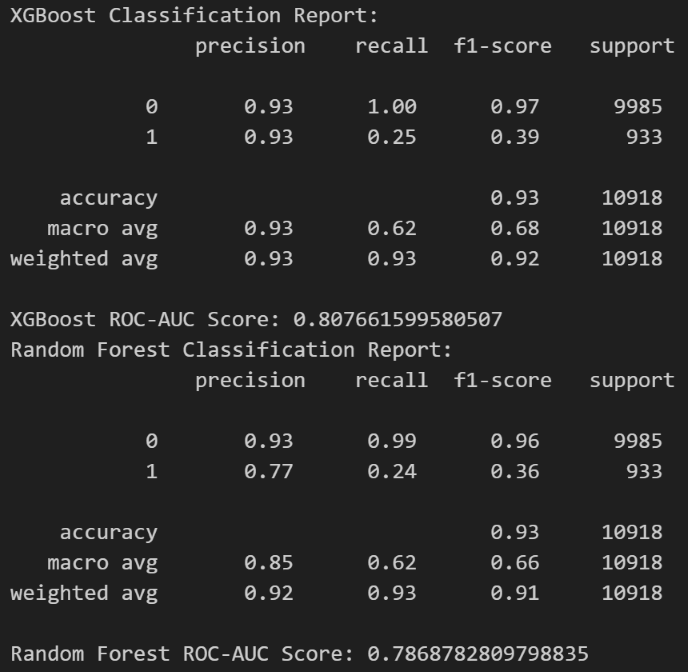 XGBoost Classification Report:
precision recall f1-score support
0 0.93 1.00 0.97 9985
1 0.93 0.25 0.39 933
accuracy 0.93 10918
macro avg 0.93 0.62 0.68 10918
weighted avg 0.93 0.93 0.92 10918
XGBoost ROC-AUC Score: 0.807661599580507
Random Forest Classification Report:
precision recall f1-score support
0 0.93 0.99 0.96 9985
1 0.77 0.24 0.36 933
accuracy 0.93 10918
macro avg 0.85 0.62 0.66 10918
weighted avg 0.92 0.93 0.91 10918
Random Forest ROC-AUC Score: 0.7868782809798835